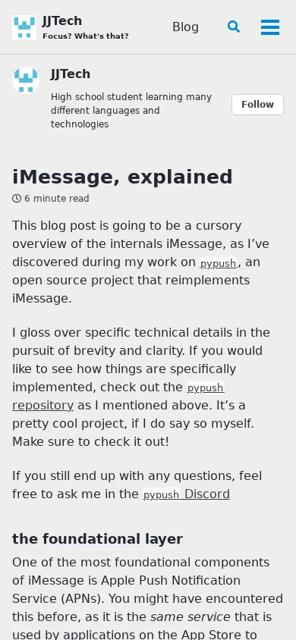 JJTech
Focus? What's that?
Blog
JJTech
High school student learning many
different languages and
technologies
Follow
iMessage, explained
6 minute read
This blog post is going to be a cursory
overview of the internals iMessage, as I’ve
discovered during my work on pypush, an
open source project that reimplements
iMessage.
I gloss over specific technical details in the
pursuit of brevity and clarity. If you would
like to see how things are specifically
implemented, check out the pypush
repository as I mentioned above. It’s a
pretty cool project, if I do say so myself.
Make sure to check it out!
If you still end up with any questions, feel
free to ask me in the pypush Discord
the foundational layer
One of the most foundational components
of iMessage is Apple Push Notification
Service (APNs). You might have encountered
this before, as it is the same service that is
used by applications on the App Store to